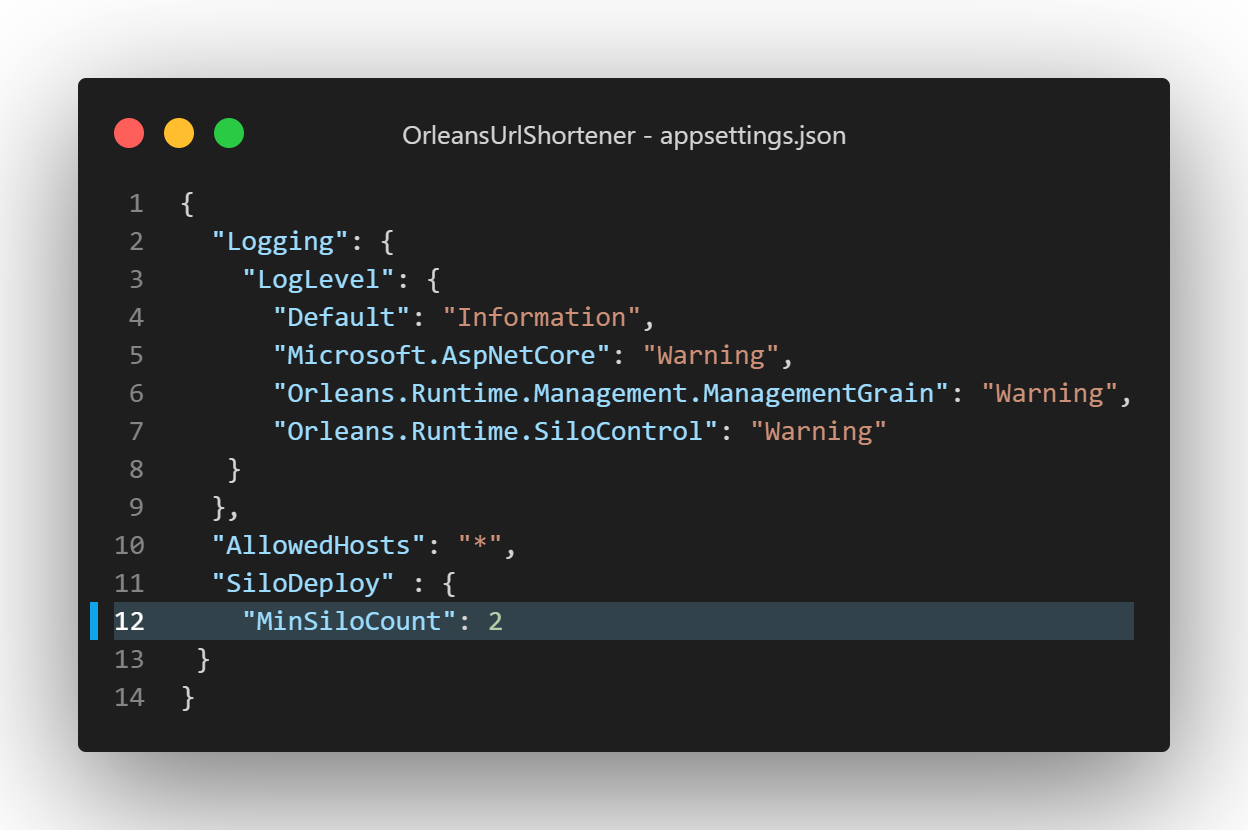 OrleansUrlShortener - appsettings.json
1 {
2   "Logging": {
3     "LogLevel": {
4       "Default": "Information",
5       "Microsoft.AspNetCore": "Warning",
6       "Orleans.Runtime.Management.ManagementGrain": "Warning",
7       "Orleans.Runtime.SiloControl": "Warning"
8    }
9   },
10   "AllowedHosts": "*",
11   "SiloDeploy" : {
12     "MinSiloCount": 2
13  }
14 }